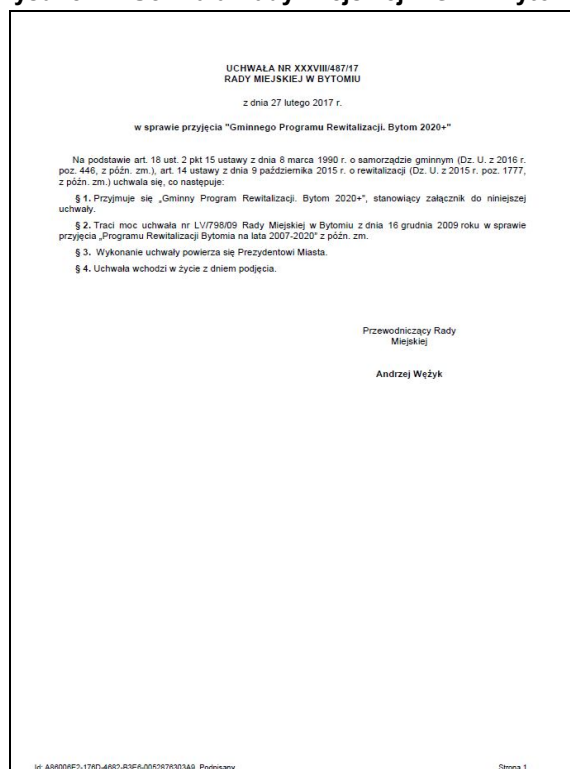 UCHWAŁA NR XXXVIII/487/17
RADY MIEJSKIEJ W BYTOMIU
z dnia 27 lutego 2017 r.
w sprawie przyjęcia "Gminnego Programu Rewitalizacji. Bytom 2020+"
Na podstawie art. 18 ust. 2 pkt 15 ustawy z dnia 8 marca 1990 r. o samorządzie gminnym (Dz. U. z 2016 r.
poz. 446, z późn. zm.), art. 14 ustawy z dnia 9 października 2015 r. o rewitalizacji (Dz. U. z 2015 r. poz. 1777,
z późn. zm.) uchwala się, co następuje:
§ 1. Przyjmuje się „Gminny Program Rewitalizacji. Bytom 2020+", stanowiący załącznik do niniejszej
uchwały.
§ 2. Traci moc uchwała nr LV/798/09 Rady Miejskiej w Bytomiu z dnia 16 grudnia 2009 roku w sprawie
przyjęcia „Programu Rewitalizacji Bytomia na lata 2007-2020" z późn. zm.
§ 3. Wykonanie uchwały powierza się Prezydentowi Miasta.
§ 4. Uchwała wchodzi w życie z dniem podjęcia.
Przewodniczący Rady
Miejskiej
Andrzej Wężyk
Id: A86006F2-176D-4682-B3F6-0052876303A9. Podpisany Strona 1